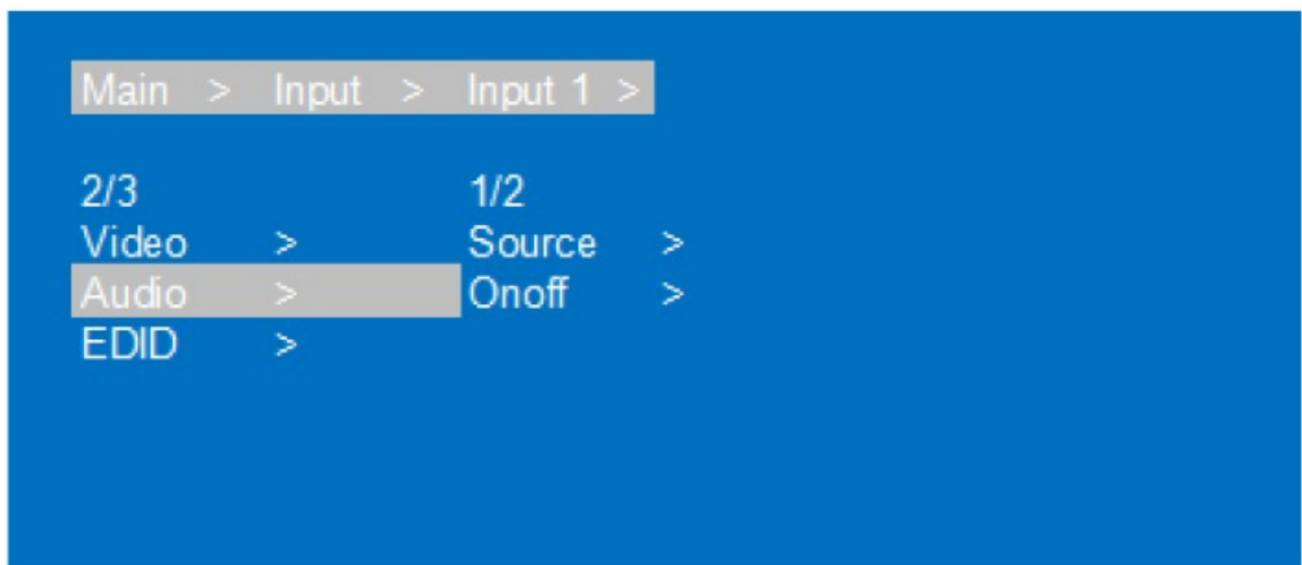 Main > Input > Input 1 >
2/3 1/2
Video > Source >
Audio > Onoff >
EDID >